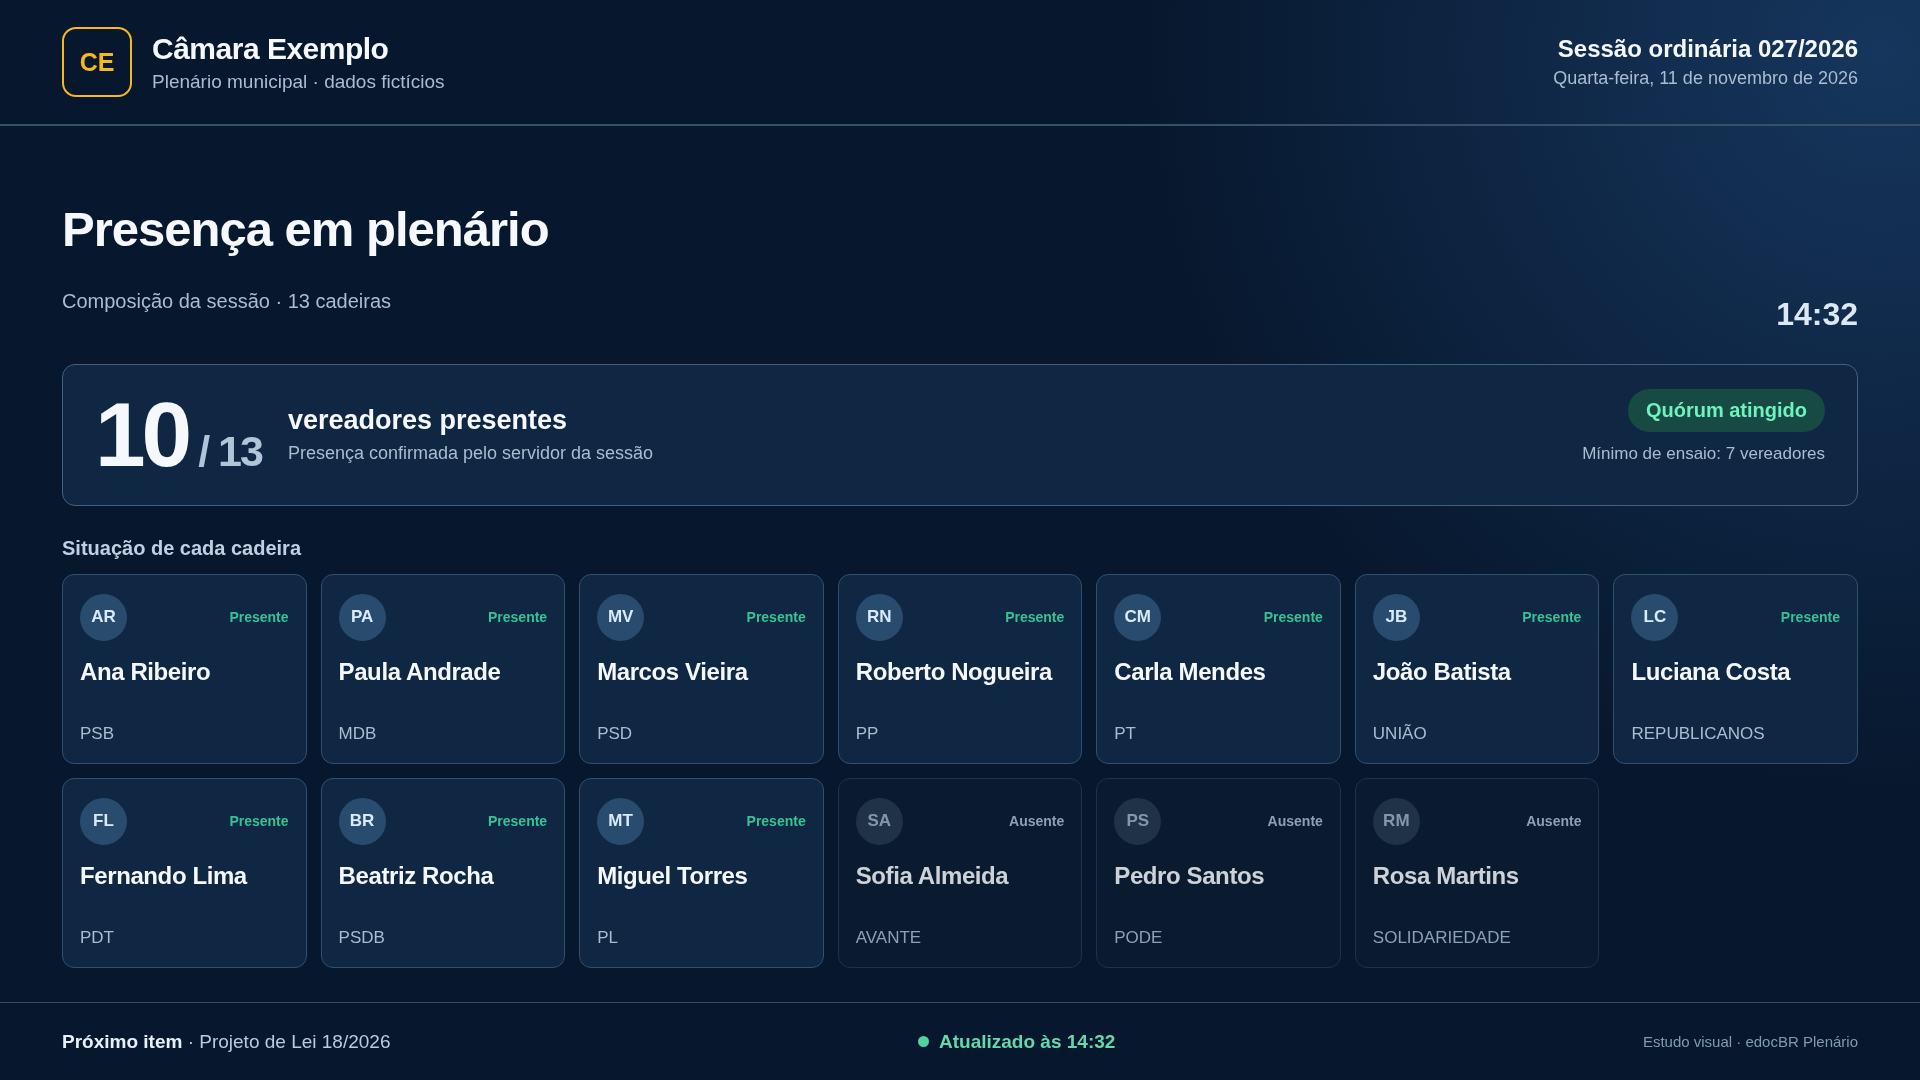 CE
Câmara Exemplo
Plenário municipal · dados fictícios
Sessão ordinária 027/2026
Quarta-feira, 11 de novembro de 2026
Presença em plenário
Composição da sessão · 13 cadeiras
14:32
10 / 13
vereadores presentes
Presença confirmada pelo servidor da sessão
Quórum atingido
Mínimo de ensaio: 7 vereadores
Situação de cada cadeira
AR
Presente
Ana Ribeiro
PSB
PA
Presente
Paula Andrade
MDB
MV
Presente
Marcos Vieira
PSD
RN
Presente
Roberto Nogueira
PP
CM
Presente
Carla Mendes
PT
JB
Presente
João Batista
UNIÃO
LC
Presente
Luciana Costa
REPUBLICANOS
FL
Presente
Fernando Lima
PDT
BR
Presente
Beatriz Rocha
PSDB
MT
Presente
Miguel Torres
PL
SA
Ausente
Sofia Almeida
AVANTE
PS
Ausente
Pedro Santos
PODE
RM
Ausente
Rosa Martins
SOLIDARIEDADE
Próximo item · Projeto de Lei 18/2026
Atualizado às 14:32
Estudo visual · edocBR Plenário